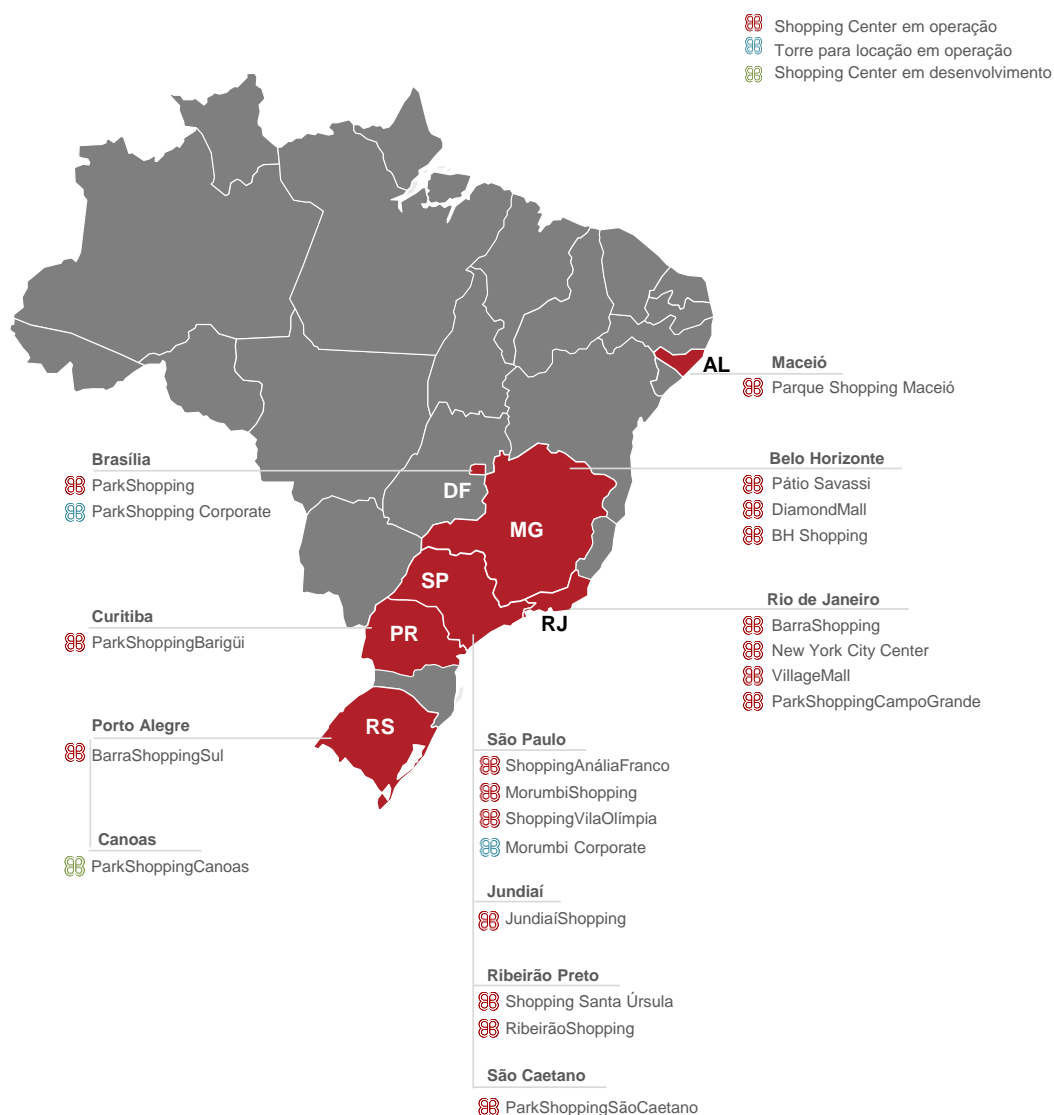 Shopping Center em operação
Torre para locação em operação
Shopping Center em desenvolvimento
AL
Maceió
Parque Shopping Maceió
Brasília
ParkShopping
ParkShopping Corporate
DF
Belo Horizonte
Pátio Savassi
DiamondMall
BH Shopping
MG
SP
Curitiba
ParkShoppingBarigüi
PR
RJ
Rio de Janeiro
BarraShopping
New York City Center
VillageMall
ParkShoppingCampoGrande
Porto Alegre
BarraShoppingSul
RS
Canoas
ParkShoppingCanoas
São Paulo
ShoppingAnáliaFranco
MorumbiShopping
ShoppingVilaOlímpia
Morumbi Corporate
Jundiaí
JundiaíShopping
Ribeirão Preto
Shopping Santa Úrsula
RibeirãoShopping
São Caetano
ParkShoppingSãoCaetano